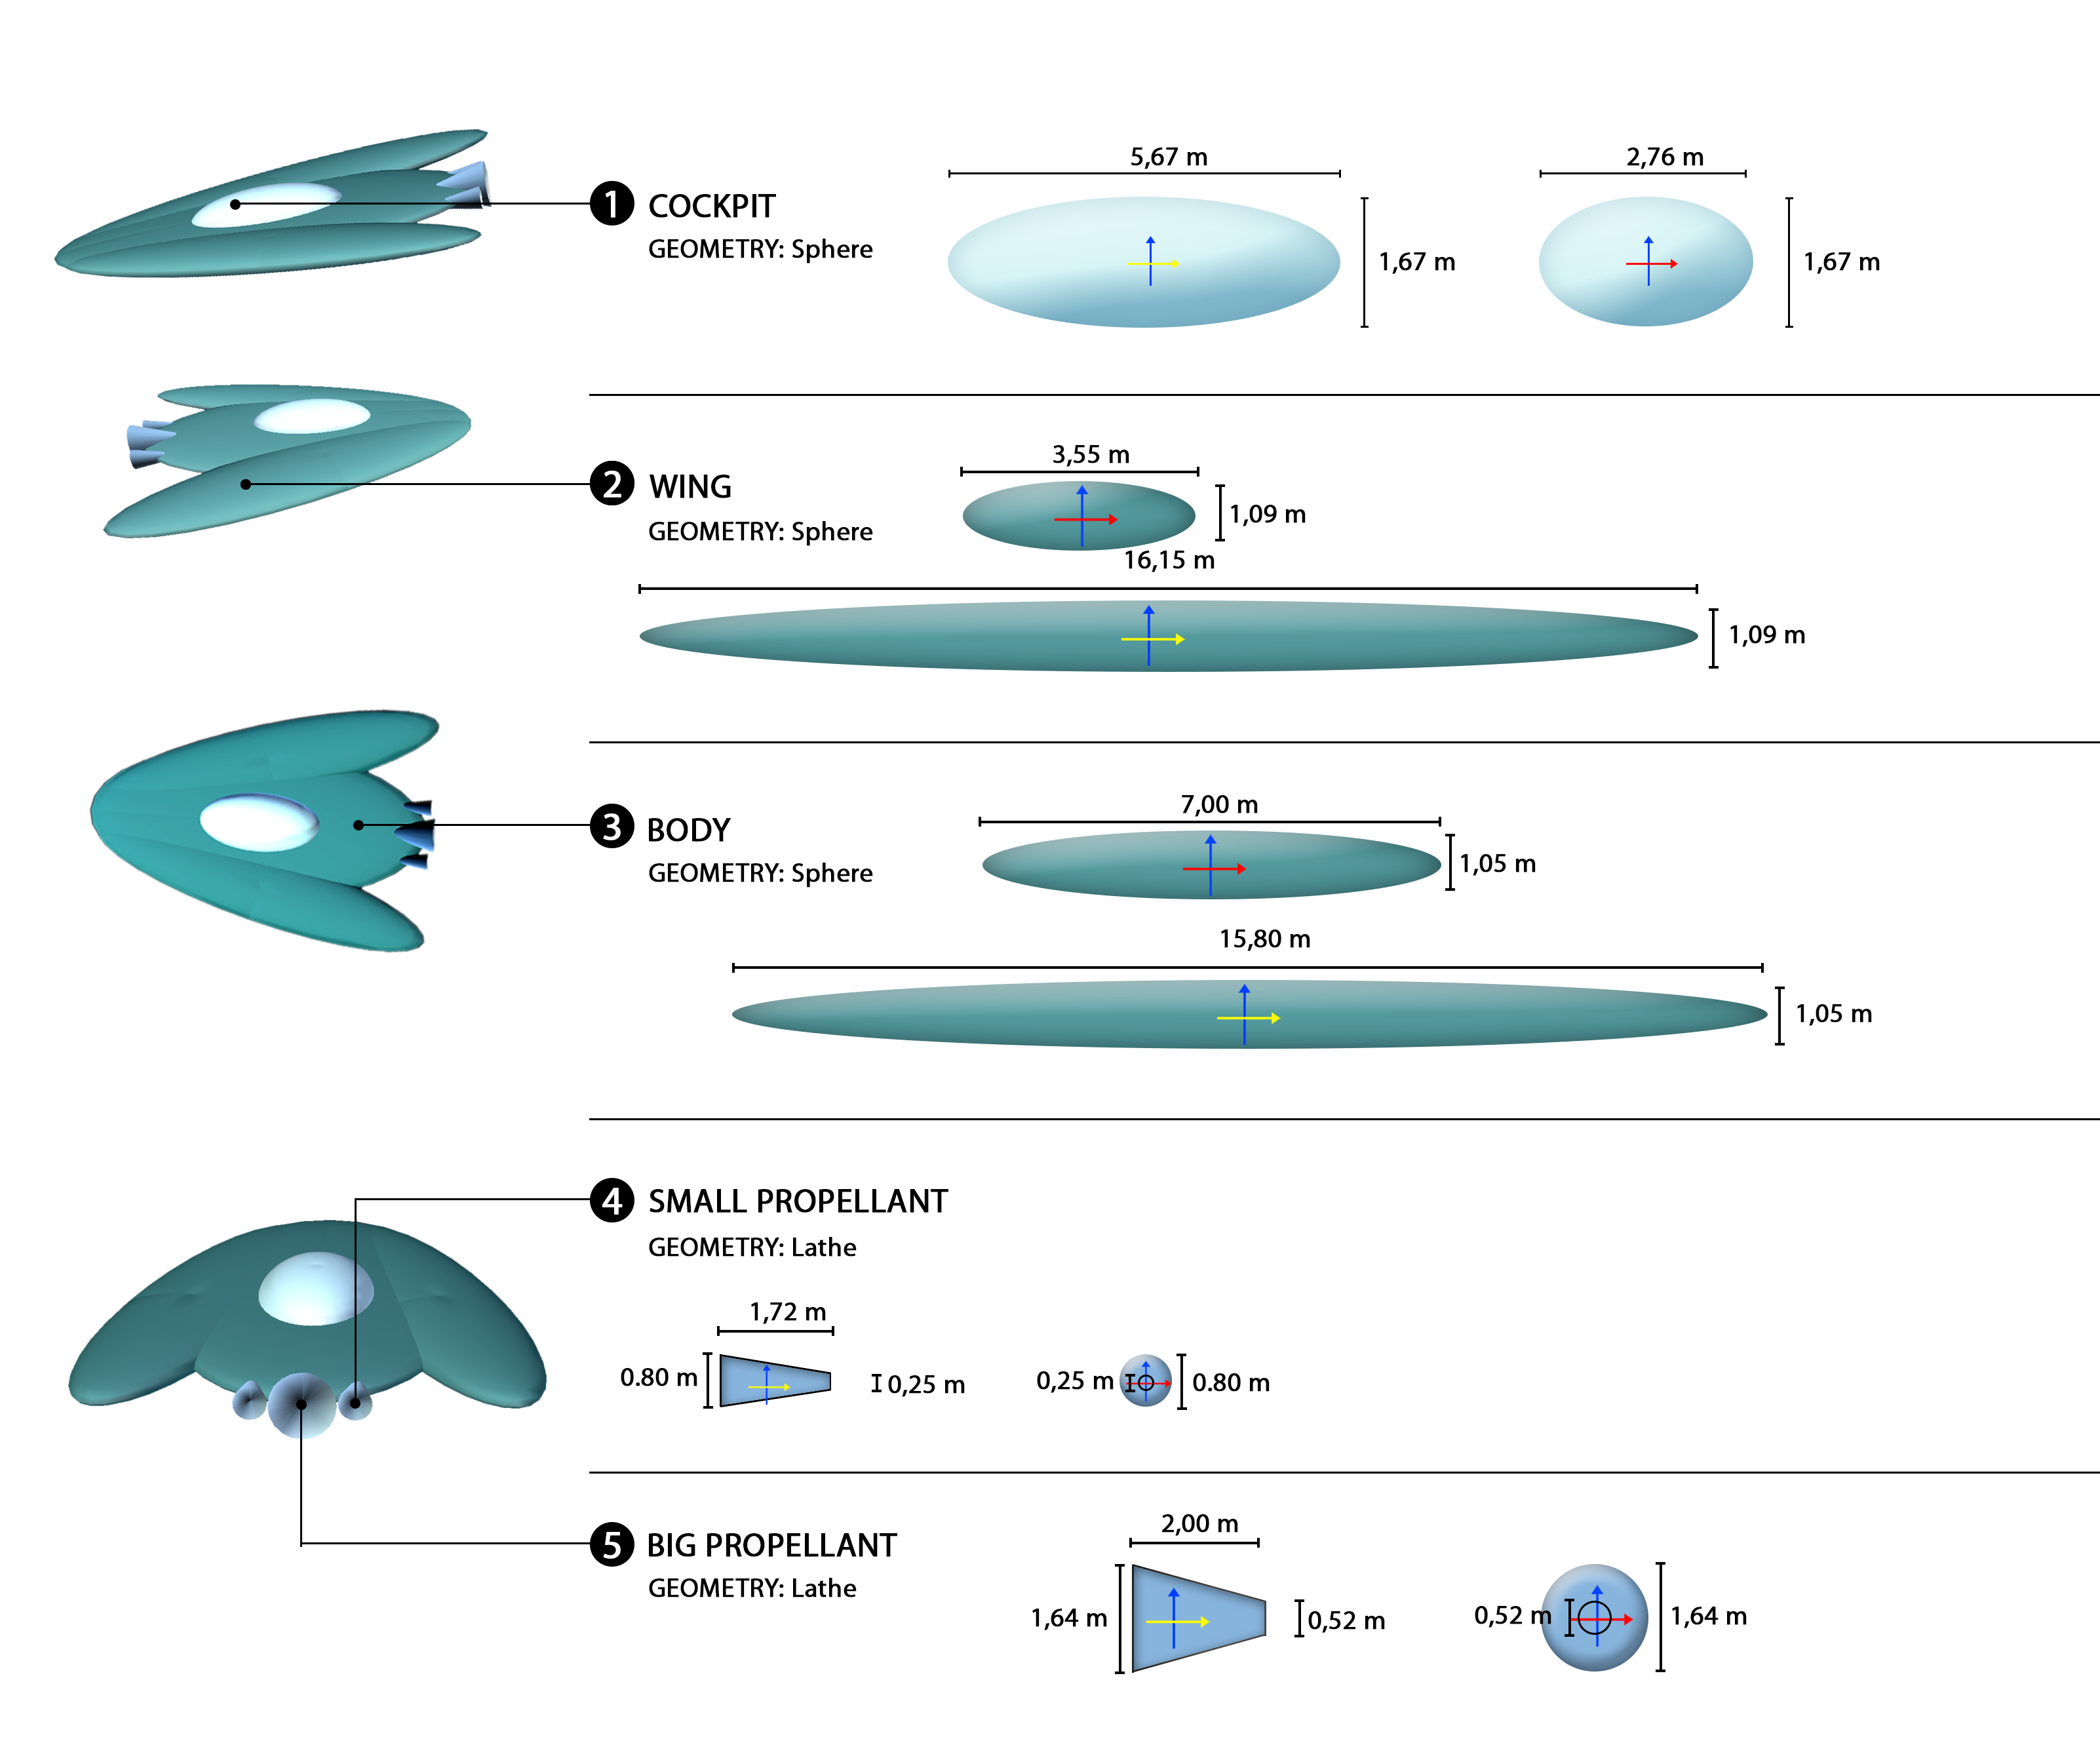 1 COCKPIT
GEOMETRY: Sphere
5,67 m
1,67 m
2,76 m
1,67 m
2 WING
GEOMETRY: Sphere
3,55 m
1,09 m
16,15 m
1,09 m
3 BODY
GEOMETRY: Sphere
7,00 m
1,05 m
15,80 m
1,05 m
4 SMALL PROPELLANT
GEOMETRY: Lathe
1,72 m
0.80 m
0,25 m
0,25 m
0.80 m
5 BIG PROPELLANT
GEOMETRY: Lathe
2,00 m
1,64 m
0,52 m
0,52 m
1,64 m